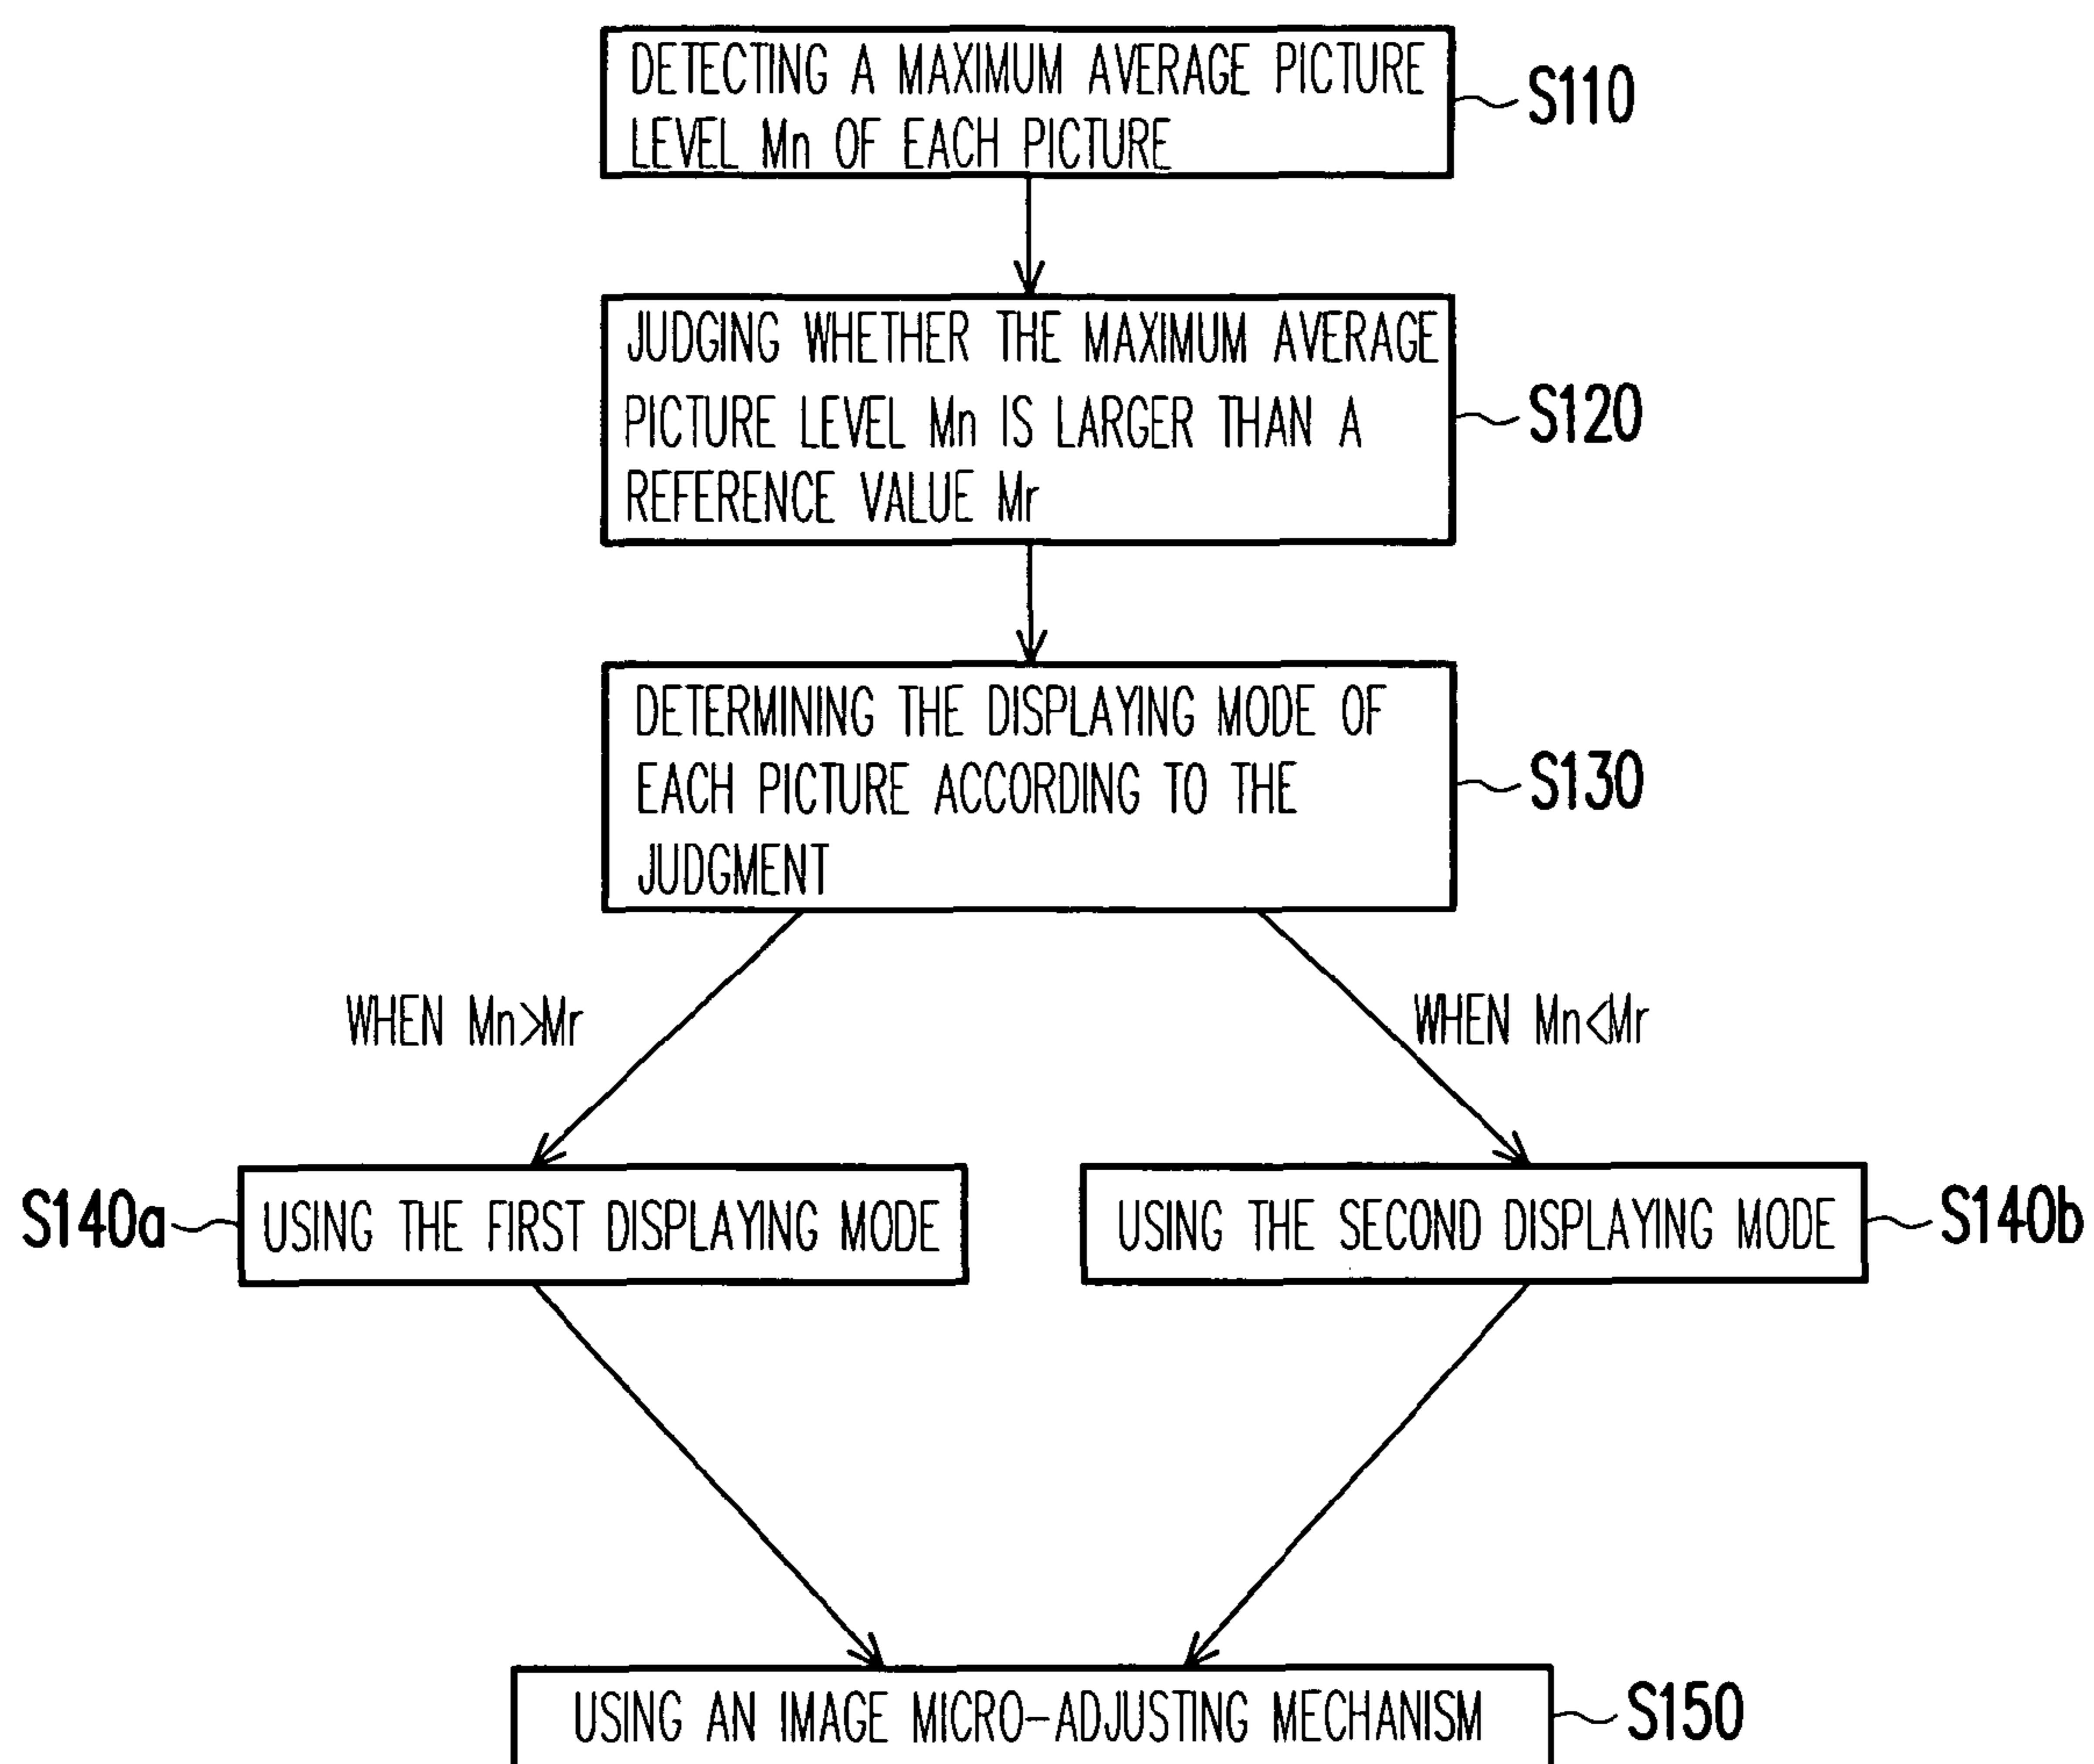 DETECTING A MAXIMUM AVERAGE PICTURE
LEVEL Mn OF EACH PICTURE
S110
JUDGING WHETHER THE MAXIMUM AVERAGE
PICTURE LEVEL Mn IS LARGER THAN A
REFERENCE VALUE Mr
S120
DETERMINING THE DISPLAYING MODE OF
EACH PICTURE ACCORDING TO THE
JUDGMENT
S130
WHEN Mn>Mr
WHEN Mn<Mr
S140a
USING THE FIRST DISPLAYING MODE
USING THE SECOND DISPLAYING MODE
S140b
USING AN IMAGE MICRO-ADJUSTING MECHANISM
S150